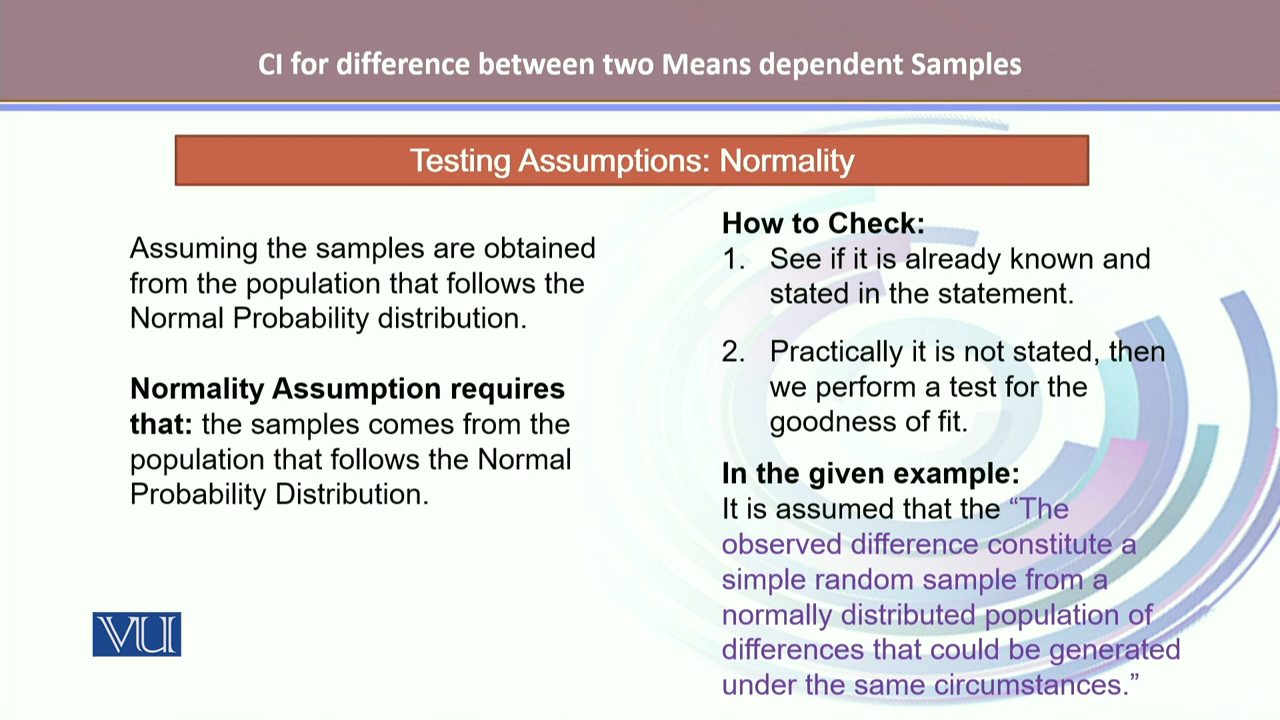 CI for difference between two Means dependent Samples
Testing Assumptions: Normality
Assuming the samples are obtained
from the population that follows the
Normal Probability distribution.
Normality Assumption requires
that: the samples comes from the
population that follows the Normal
Probability Distribution.
How to Check:
1. See if it is already known and
stated in the statement.
2. Practically it is not stated, then
we perform a test for the
goodness of fit.
In the given example:
It is assumed that the “The
observed difference constitute a
simple random sample from a
normally distributed population of
differences that could be generated
under the same circumstances.”
VU